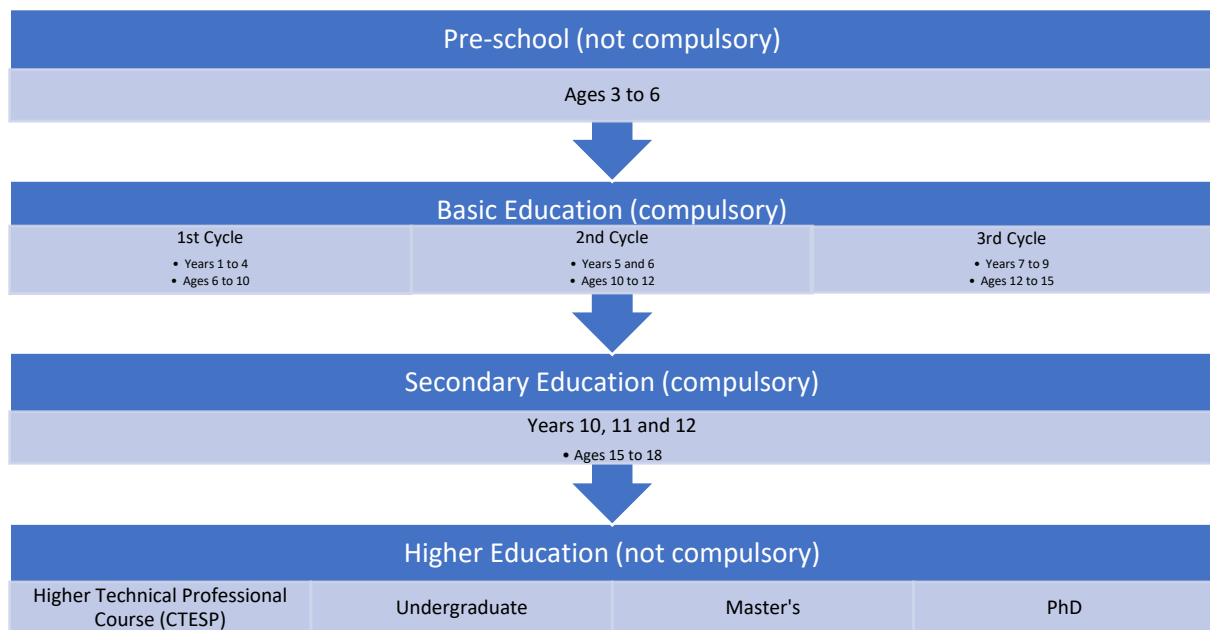 Pre-school (not compulsory)
Ages 3 to 6
Basic Education (compulsory)
1st Cycle
• Years 1 to 4
• Ages 6 to 10
2nd Cycle
• Years 5 and 6
• Ages 10 to 12
3rd Cycle
• Years 7 to 9
• Ages 12 to 15
Secondary Education (compulsory)
Years 10, 11 and 12
• Ages 15 to 18
Higher Education (not compulsory)
Higher Technical Professional
Course (CTESP)
Undergraduate
Master's
PhD